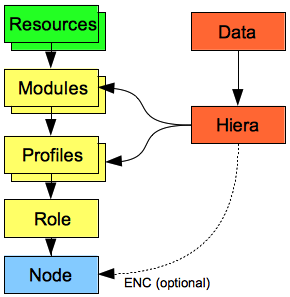 Resources
Data
Modules
Hiera
Profiles
Role
Node
ENC (optional)